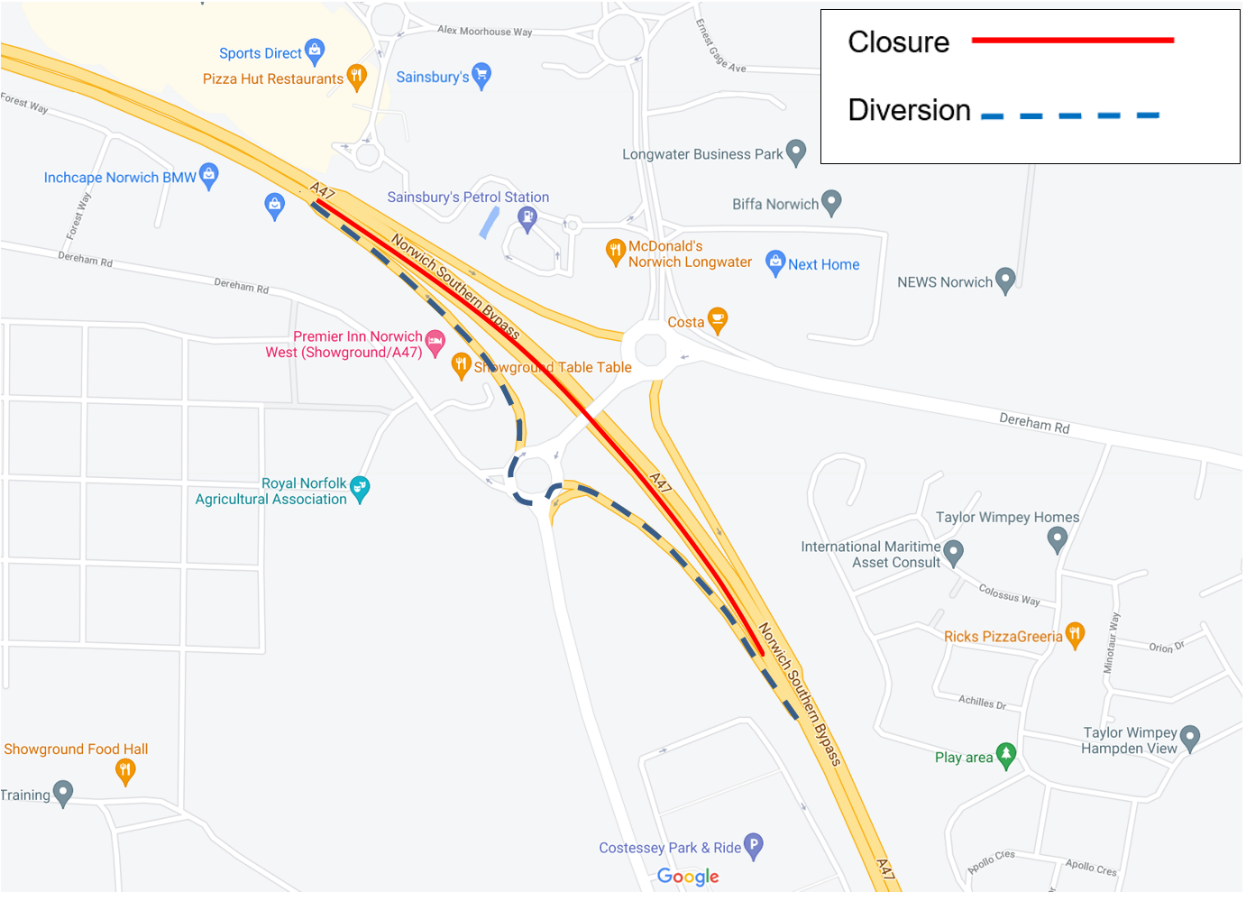 Closure
Diversion
Alex Moorhouse Way
Ernest Gage Ave
Sports Direct
Pizza Hut Restaurants
Sainsbury's
Forest Way
Longwater Business Park
Inchcape Norwich BMW
A47
Sainsbury's Petrol Station
Biffa Norwich
Forest Way
Norwich Southern Bypass
McDonald's
Norwich Longwater
Next Home
Dereham Rd
Dereham Rd
NEWS Norwich
Costa
Premier Inn Norwich
West (Showground/A47)
Showground Table Table
Dereham Rd
A47
Royal Norfolk
Agricultural Association
Taylor Wimpey Homes
International Maritime
Asset Consult
Colossus Way
Ricks PizzaGreeria
Minotaur Way
Orion Dr
Norwich Southern Bypass
Achilles Dr
Taylor Wimpey
Hampden View
Showground Food Hall
Play area
Training
Costessey Park & Ride
P
Apollo Cres
Apollo Cres
A47
Google